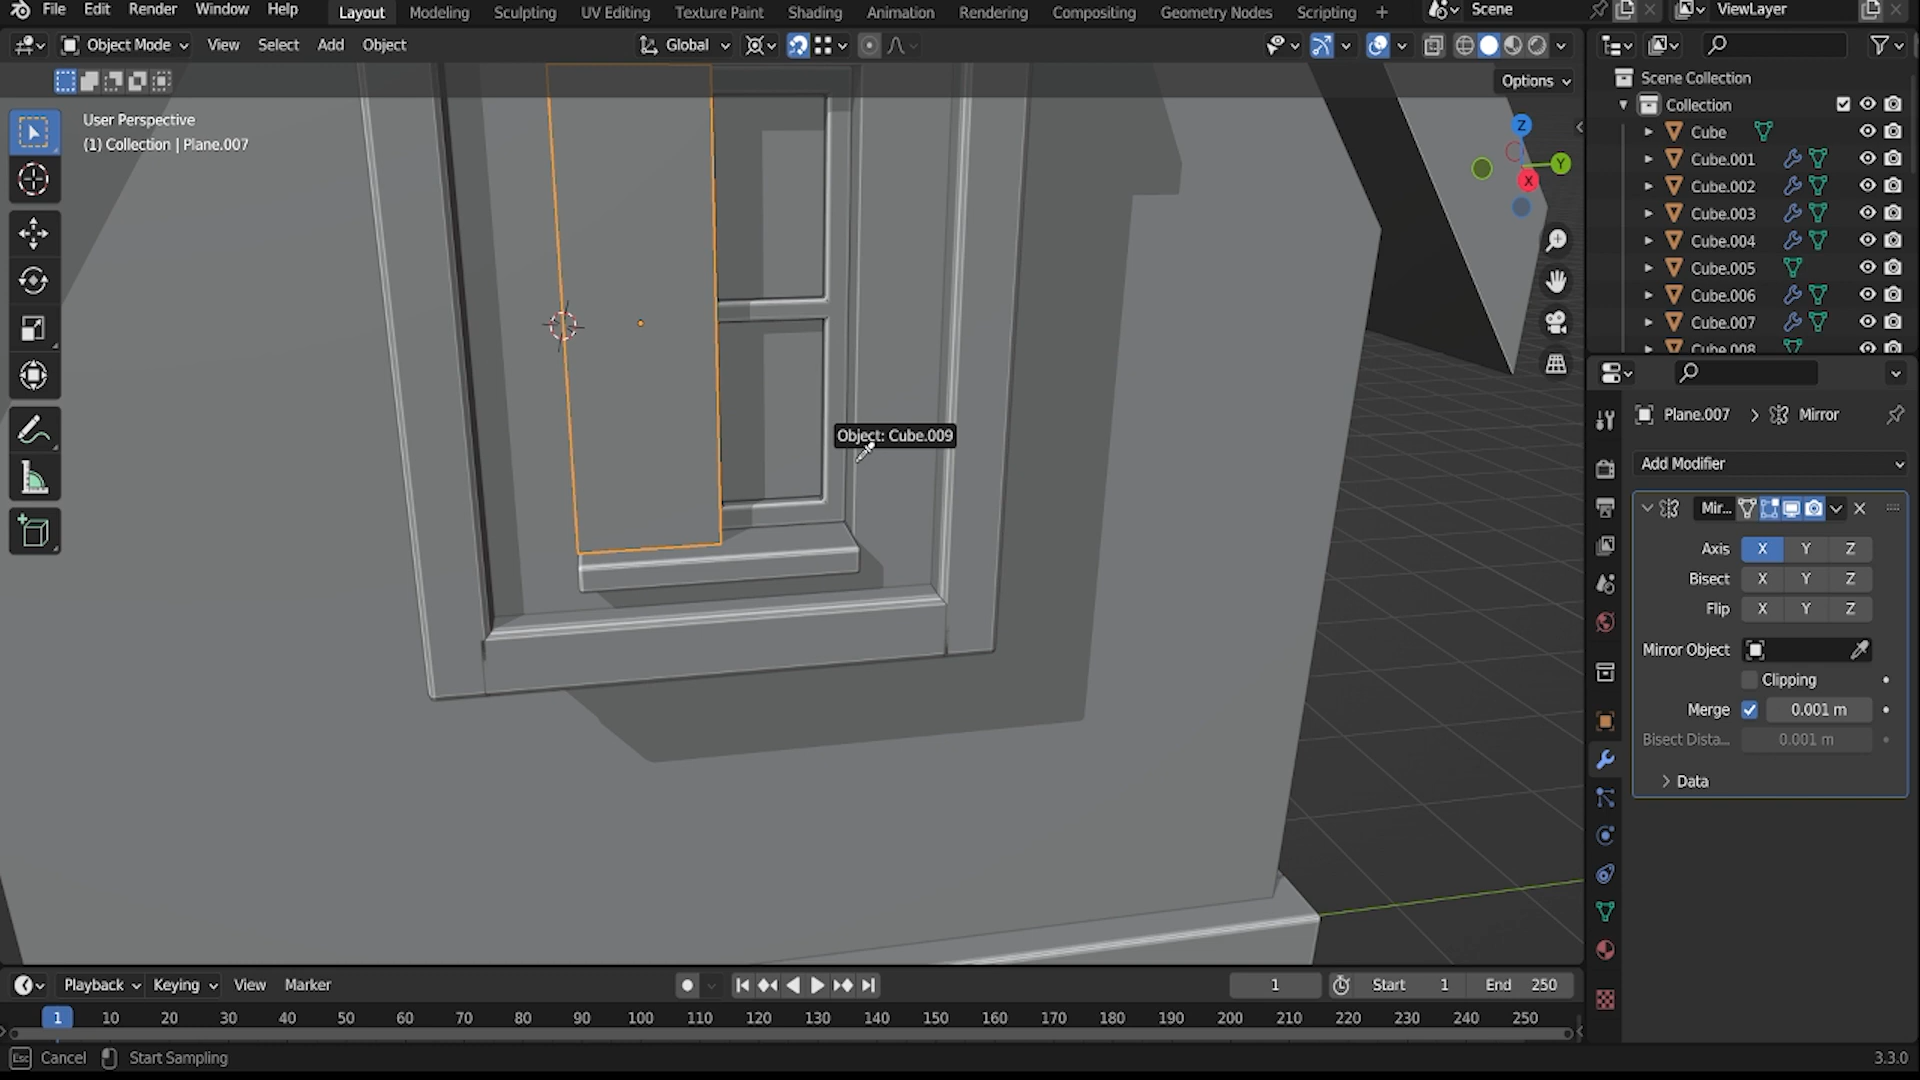 File Edit Render Window Help Layout Modeling Sculpting UV Editing Texture Paint Shading Animation Rendering Compositing Geometry Nodes Scripting + Scene ViewLayer
Object Mode View Select Add Object Global
Options
User Perspective
(1) Collection | Plane.007
Z
Y
X
Object: Cube.009
Scene Collection
Collection
Cube
Cube.001
Cube.002
Cube.003
Cube.004
Cube.005
Cube.006
Cube.007
Cube.008
Plane.007 > Mirror
Add Modifier
Mir...
Axis X Y Z
Bisect X Y Z
Flip X Y Z
Mirror Object
Clipping
Merge 0.001 m
Bisect Dista... 0.001 m
Data
Playback Keying View Marker 1 Start 1 End 250
1 10 20 30 40 50 60 70 80 90 100 110 120 130 140 150 160 170 180 190 200 210 220 230 240 250
Esc Cancel Start Sampling 3.3.0